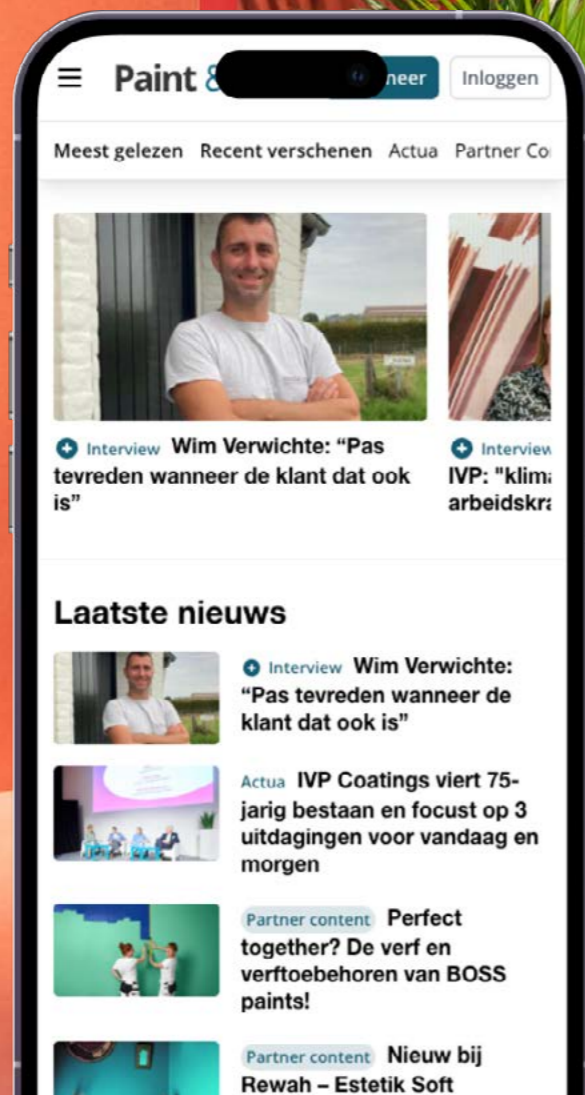 Paint &
neer
Inloggen
Meest gelezen Recent verschenen Actua Partner Co
Interview Wim Verwichte: “Pas
tevreden wanneer de klant dat ook
is”
Interview
IVP: "klima
arbeidskra
Laatste nieuws
Interview Wim Verwichte:
“Pas tevreden wanneer de
klant dat ook is”
Actua IVP Coatings viert 75-
jarig bestaan en focust op 3
uitdagingen voor vandaag en
morgen
Partner content Perfect
together? De verf en
verftoebehoren van BOSS
paints!
Partner content Nieuw bij
Rewah – Estetik Soft